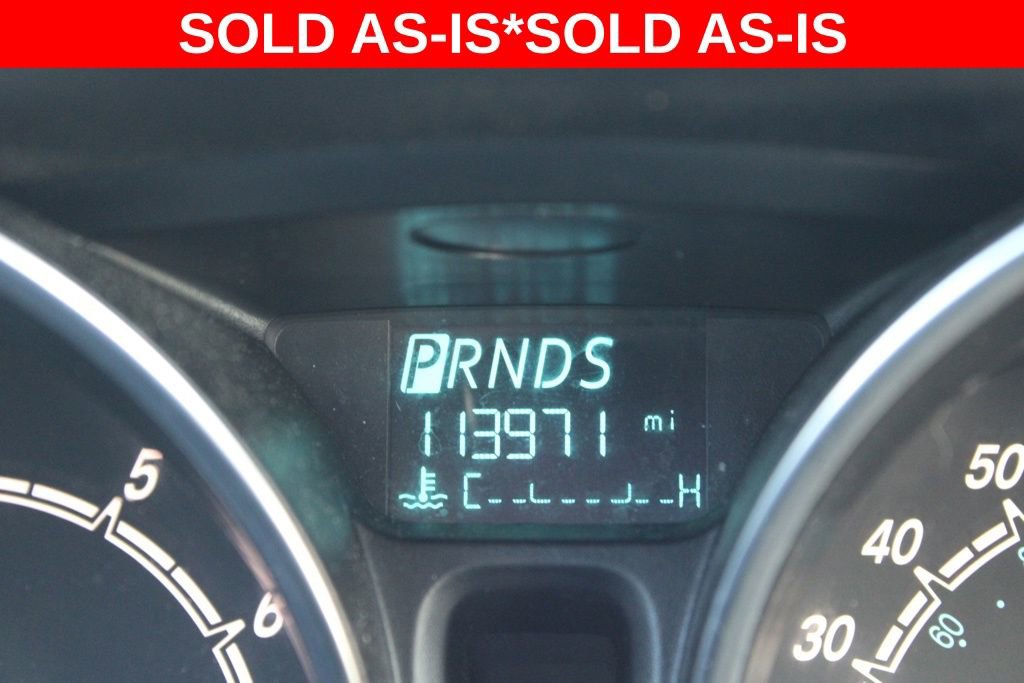 SOLD AS-IS*SOLD AS-IS
PRNDS
113971 mi
C H
5
6
50
40
30
60